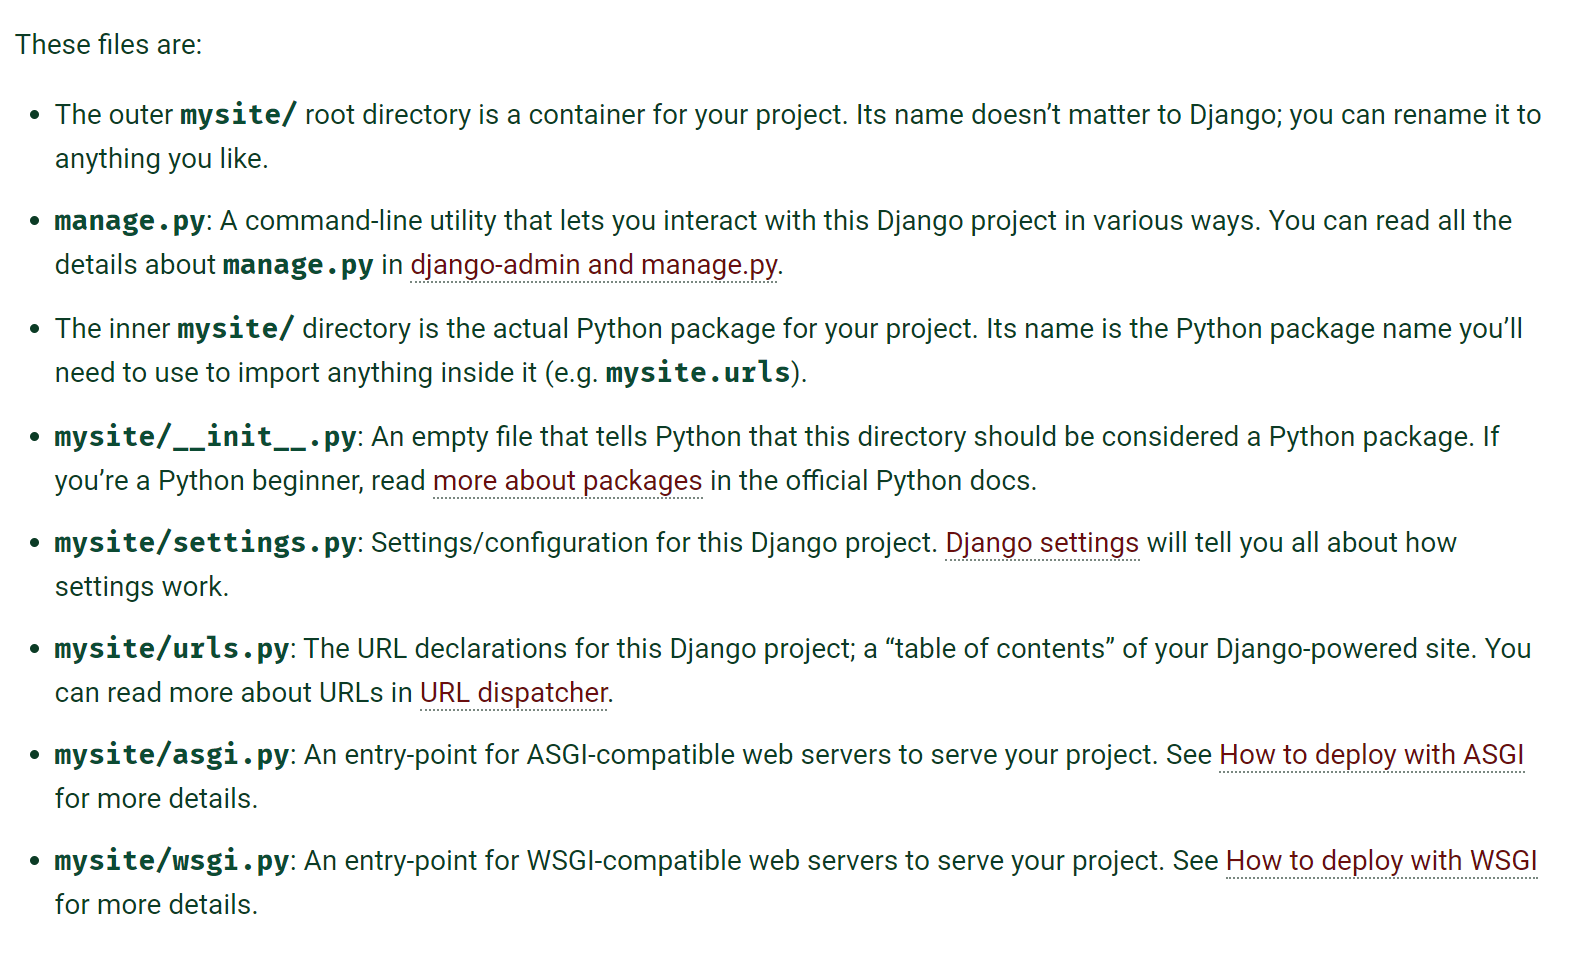 These files are:
• The outer mysite/ root directory is a container for your project. Its name doesn’t matter to Django; you can rename it to
anything you like.
• manage.py: A command-line utility that lets you interact with this Django project in various ways. You can read all the
details about manage.py in django-admin and manage.py.
• The inner mysite/ directory is the actual Python package for your project. Its name is the Python package name you’ll
need to use to import anything inside it (e.g. mysite.urls).
• mysite/__init__.py: An empty file that tells Python that this directory should be considered a Python package. If
you’re a Python beginner, read more about packages in the official Python docs.
• mysite/settings.py: Settings/configuration for this Django project. Django settings will tell you all about how
settings work.
• mysite/urls.py: The URL declarations for this Django project; a “table of contents” of your Django-powered site. You
can read more about URLs in URL dispatcher.
• mysite/asgi.py: An entry-point for ASGI-compatible web servers to serve your project. See How to deploy with ASGI
for more details.
• mysite/wsgi.py: An entry-point for WSGI-compatible web servers to serve your project. See How to deploy with WSGI
for more details.